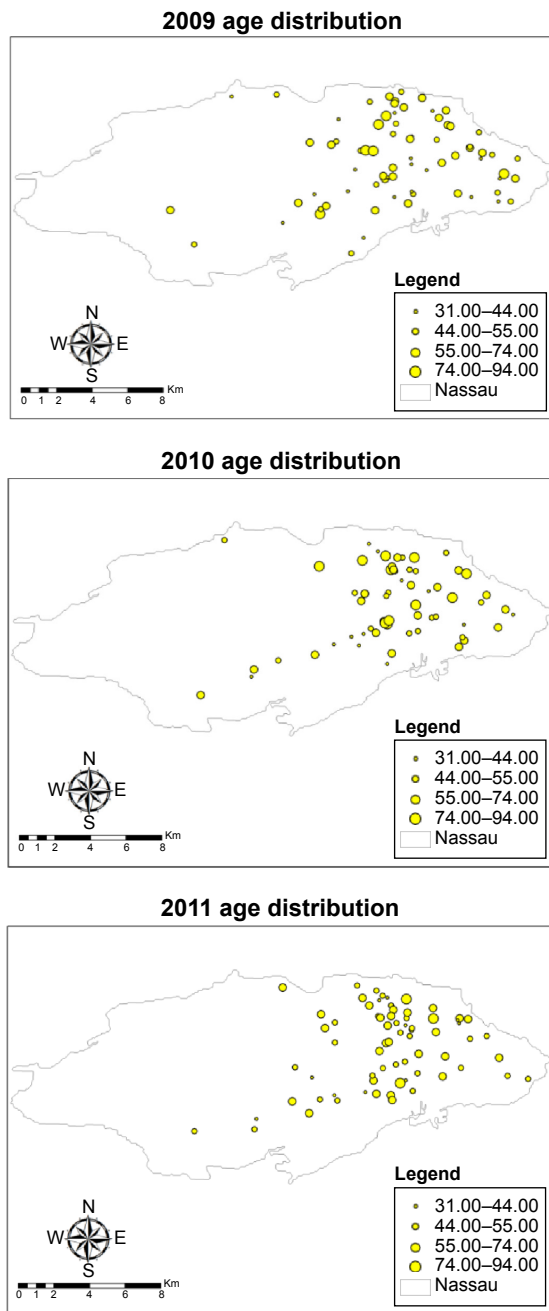 2009 age distribution
N
W E
S
Km
0 1 2 4 6 8
Legend
31.00–44.00
44.00–55.00
55.00–74.00
74.00–94.00
Nassau
2010 age distribution
N
W E
S
Km
0 1 2 4 6 8
Legend
31.00–44.00
44.00–55.00
55.00–74.00
74.00–94.00
Nassau
2011 age distribution
N
W E
S
Km
0 1 2 4 6 8
Legend
31.00–44.00
44.00–55.00
55.00–74.00
74.00–94.00
Nassau